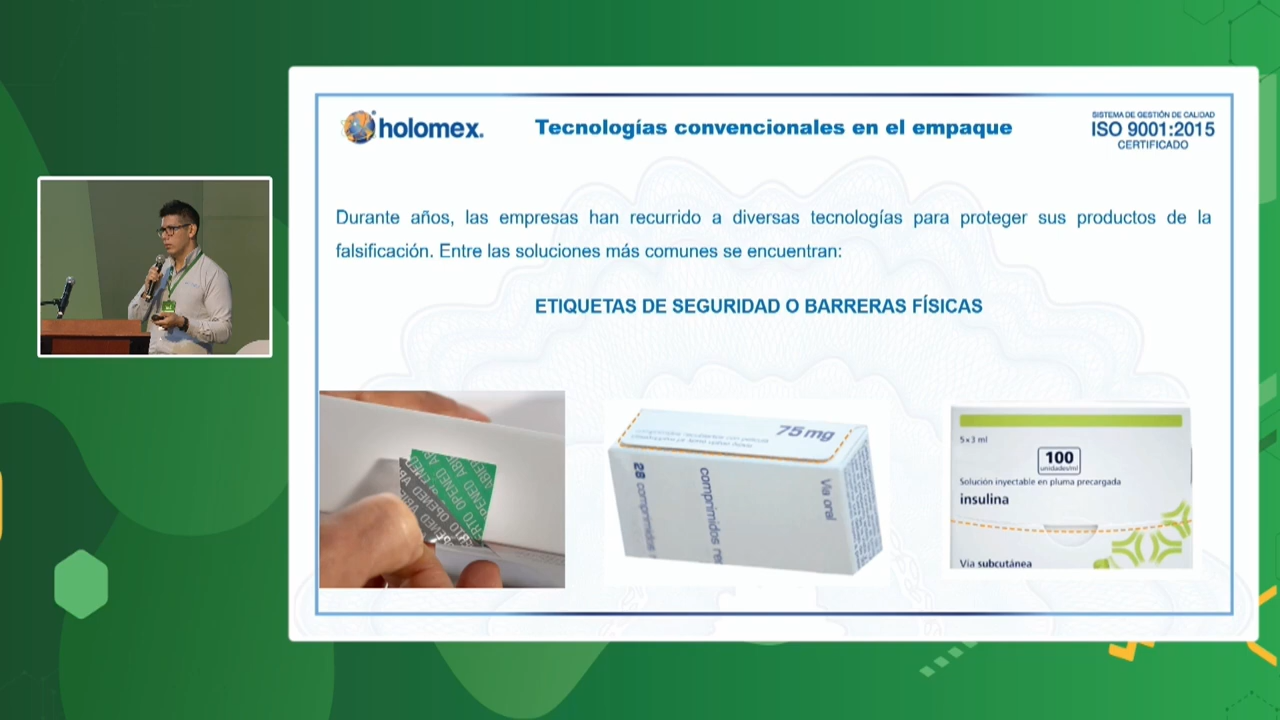 holomex.
Tecnologías convencionales en el empaque
SISTEMA DE GESTIÓN DE CALIDAD
ISO 9001:2015
CERTIFICADO
Durante años, las empresas han recurrido a diversas tecnologías para proteger sus productos de la
falsificación. Entre las soluciones más comunes se encuentran:
ETIQUETAS DE SEGURIDAD O BARRERAS FÍSICAS
OPENED
75 mg
28 comprimidos
comprimidos
Vía oral
5 x 3 ml
100
unidades/ml
Solución inyectable en pluma precargada
insulina
Vía subcutánea